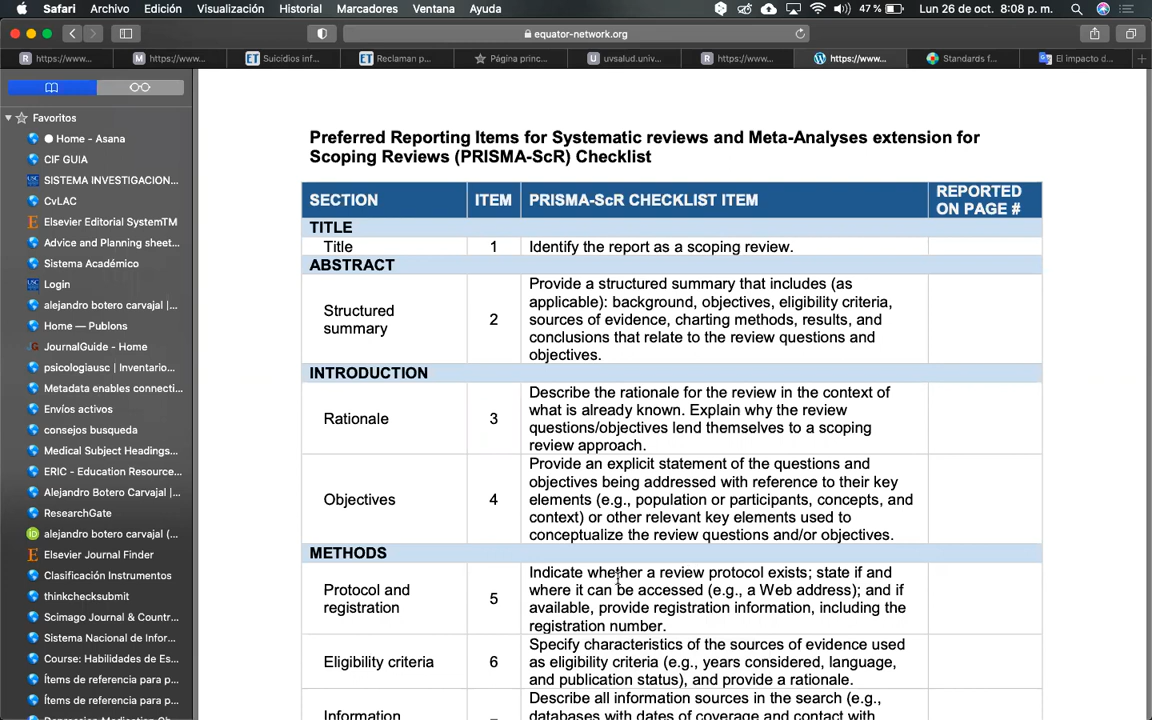 Safari Archivo Edición Visualización Historial Marcadores Ventana Ayuda 47 % Lun 26 de oct. 8:08 p. m.
equator-network.org
https://www... https://www... Suicidios inf... Reclaman p... Página princ... uvsalud.univ... https://www... https://www... Standards f... El impacto d...
Favoritos
Home - Asana
CIF GUIA
SISTEMA INVESTIGACION...
CvLAC
Elsevier Editorial SystemTM
Advice and Planning sheet...
Sistema Académico
Login
alejandro botero carvajal |...
Home — Publons
JournalGuide - Home
psicologiausc | Inventario...
Metadata enables connecti...
Envíos activos
consejos busqueda
Medical Subject Headings...
ERIC - Education Resource...
Alejandro Botero Carvajal |...
ResearchGate
alejandro botero carvajal (...
Elsevier Journal Finder
Clasificación Instrumentos
thinkchecksubmit
Scimago Journal & Country...
Sistema Nacional de Infor...
Course: Habilidades de Es...
Ítems de referencia para p...
Ítems de referencia para p...
Preferred Reporting Items for Systematic reviews and Meta-Analyses extension for
Scoping Reviews (PRISMA-ScR) Checklist
SECTION ITEM PRISMA-ScR CHECKLIST ITEM REPORTED
ON PAGE #
TITLE
Title 1 Identify the report as a scoping review.
ABSTRACT
Structured
summary
2
Provide a structured summary that includes (as
applicable): background, objectives, eligibility criteria,
sources of evidence, charting methods, results, and
conclusions that relate to the review questions and
objectives.
INTRODUCTION
Rationale
3
Describe the rationale for the review in the context of
what is already known. Explain why the review
questions/objectives lend themselves to a scoping
review approach.
Objectives
4
Provide an explicit statement of the questions and
objectives being addressed with reference to their key
elements (e.g., population or participants, concepts, and
context) or other relevant key elements used to
conceptualize the review questions and/or objectives.
METHODS
Protocol and
registration
5
Indicate whether a review protocol exists; state if and
where it can be accessed (e.g., a Web address); and if
available, provide registration information, including the
registration number.
Eligibility criteria
6
Specify characteristics of the sources of evidence used
as eligibility criteria (e.g., years considered, language,
and publication status), and provide a rationale.
Information
Describe all information sources in the search (e.g.,
databases with dates of coverage and contact with